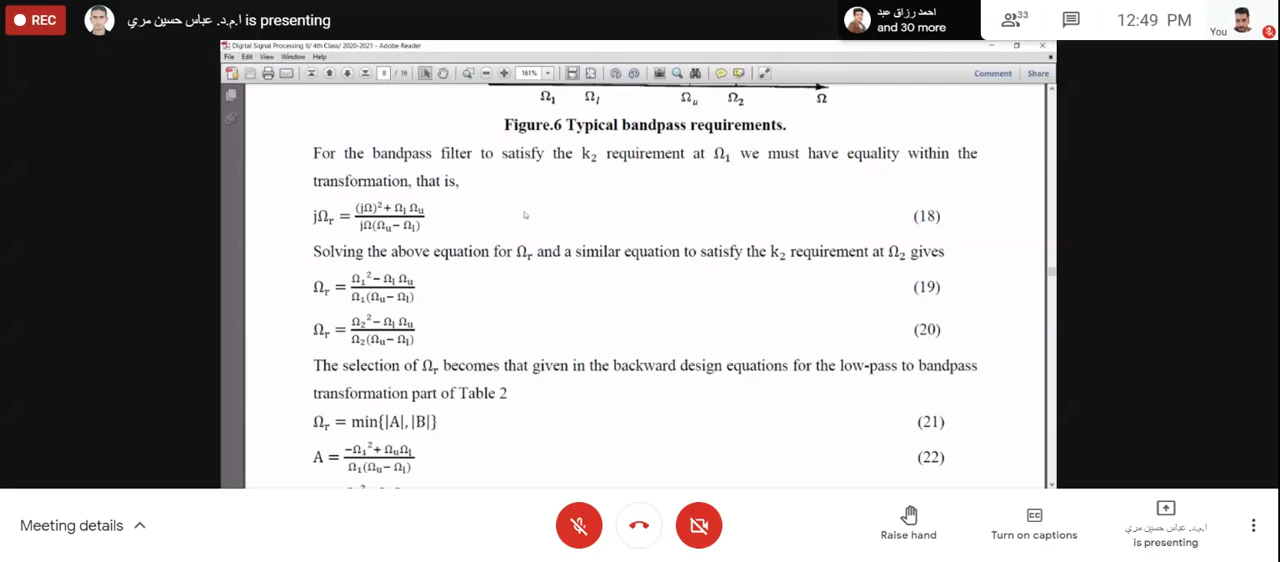 REC
ا.م.د. عباس حسين مري is presenting
احمد رزاق عبد
and 30 more
33
You
12:49 PM
Digital Signal Processing II/ 4th Class/ 2020-2021 - Adobe Reader
File Edit View Window Help
8 / 16
161%
Comment Share
Ω₁ Ωₗ Ωᵤ Ω₂ Ω
Figure.6 Typical bandpass requirements.
For the bandpass filter to satisfy the k₂ requirement at Ω₁ we must have equality within the
transformation, that is,
jΩᵣ = ((jΩ)² + Ωₗ Ωᵤ) / (jΩ(Ωᵤ − Ωₗ)) (18)
Solving the above equation for Ωᵣ and a similar equation to satisfy the k₂ requirement at Ω₂ gives
Ωᵣ = (Ω₁² − Ωₗ Ωᵤ) / (Ω₁(Ωᵤ − Ωₗ)) (19)
Ωᵣ = (Ω₂² − Ωₗ Ωᵤ) / (Ω₂(Ωᵤ − Ωₗ)) (20)
The selection of Ωᵣ becomes that given in the backward design equations for the low-pass to bandpass
transformation part of Table 2
Ωᵣ = min{|A|, |B|} (21)
A = (−Ω₁² + ΩᵤΩₗ) / (Ω₁(Ωᵤ − Ωₗ)) (22)
Meeting details
Raise hand
Turn on captions
ا.م.د. عباس حسين مري
is presenting